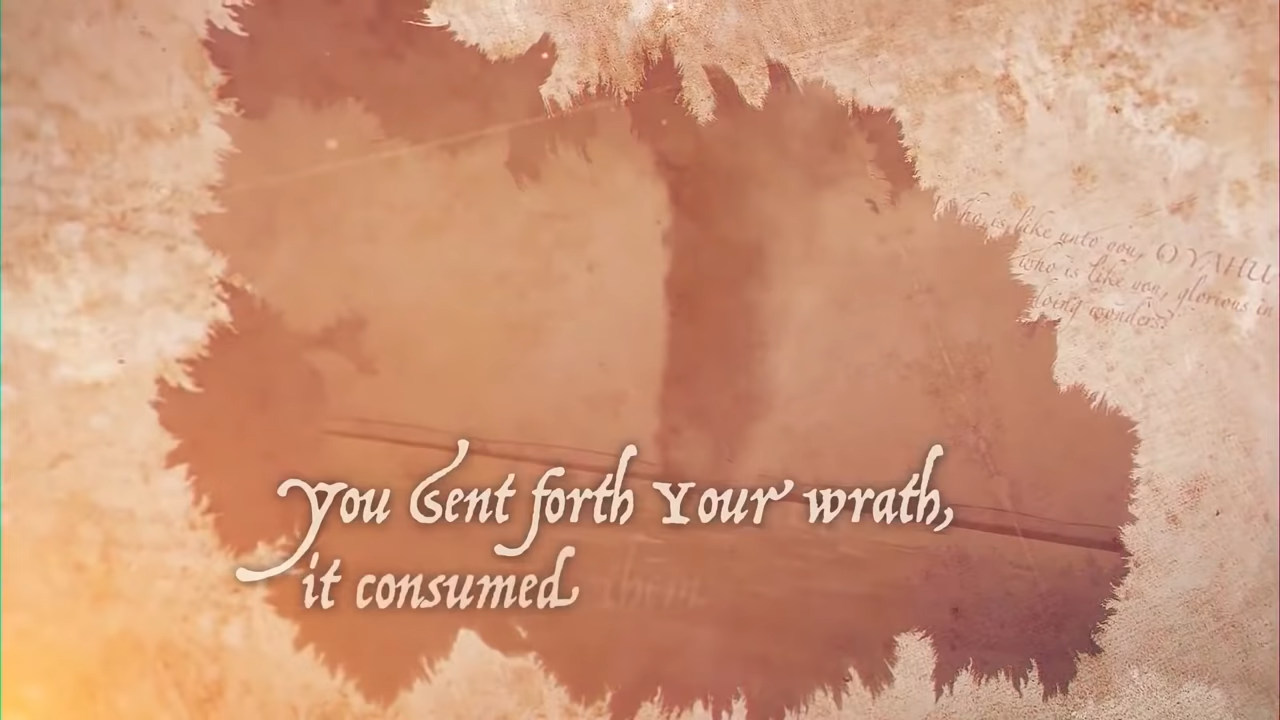 Who is like unto you, O YAHU
who is like you, glorious in
doing wonders?
you sent forth Your wrath,
it consumed them